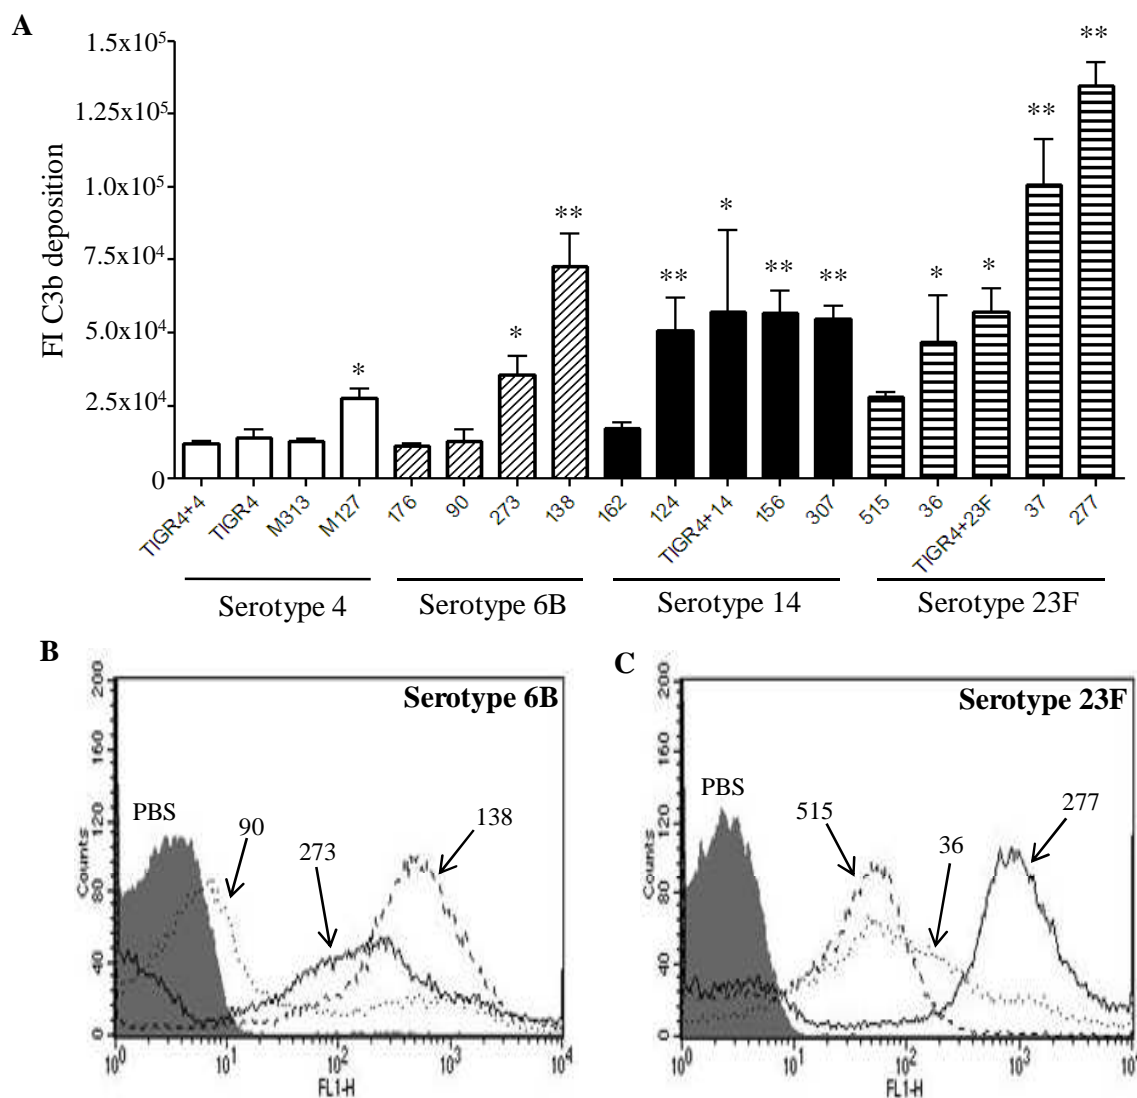 A
FI C3b deposition
1.5x10⁵
1.25x10⁵
1.0x10⁵
7.5x10⁴
5.0x10⁴
2.5x10⁴
0
* * ** ** * ** ** * * ** **
TIGR4+4 TIGR4 M313 M127 176 90 273 138 162 124 TIGR4+14 156 307 515 36 TIGR4+23F 37 277
Serotype 4 Serotype 6B Serotype 14 Serotype 23F
B
Serotype 6B
Counts
200
160
120
80
40
0
PBS
90
273
138
10⁰ 10¹ 10² 10³ 10⁴
FL1-H
C
Serotype 23F
Counts
200
160
120
80
40
0
PBS
515
36
277
10⁰ 10¹ 10² 10³ 10
FL1-H